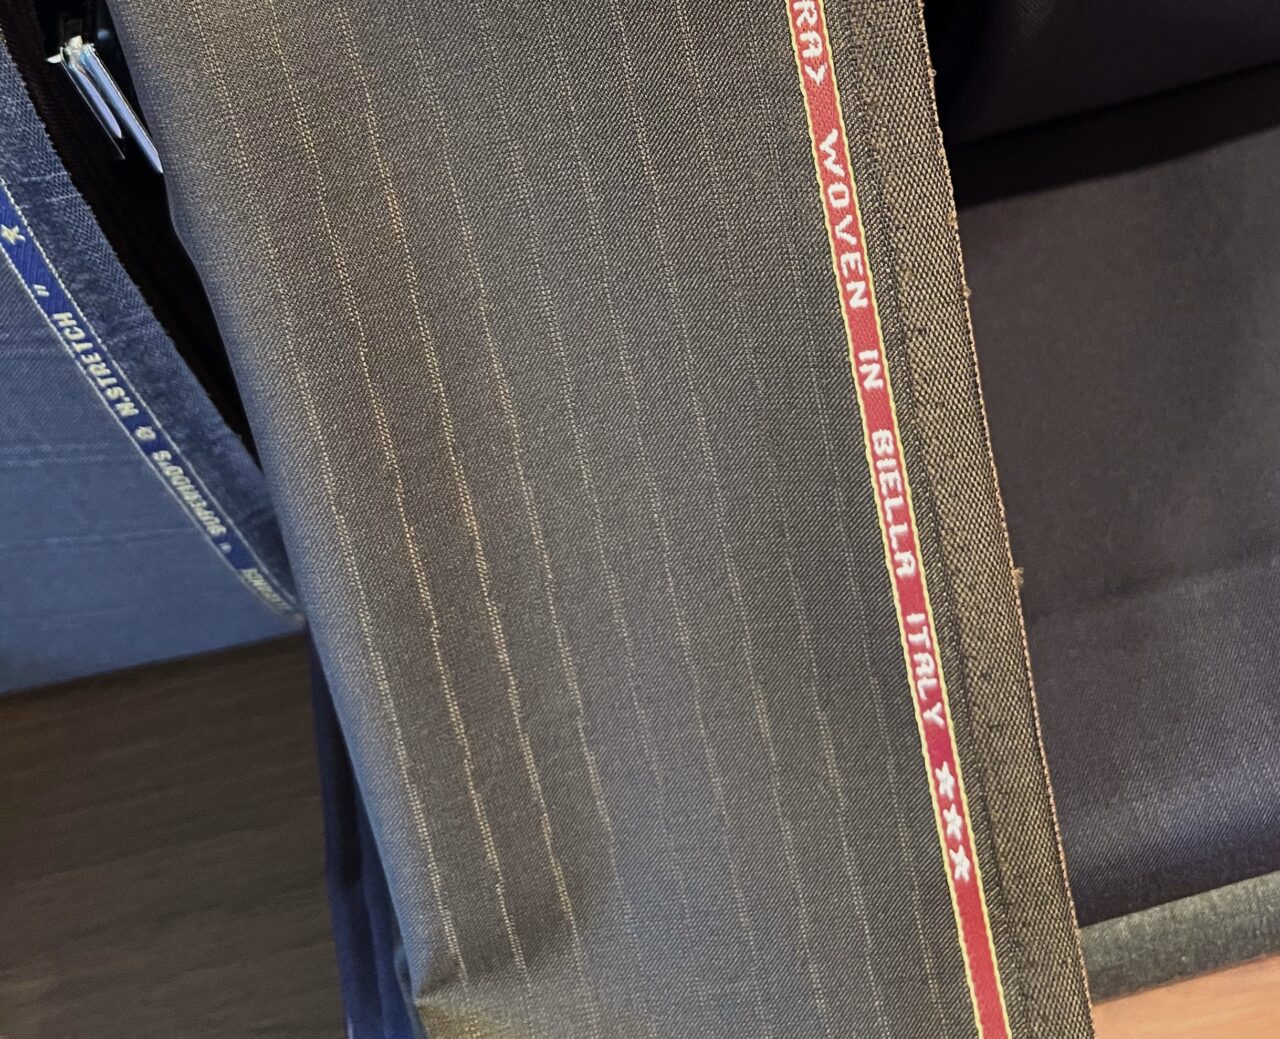 RA> WOVEN IN BIELLA ITALY ★★★
★ " N.STRETCH & SUPER100'S "